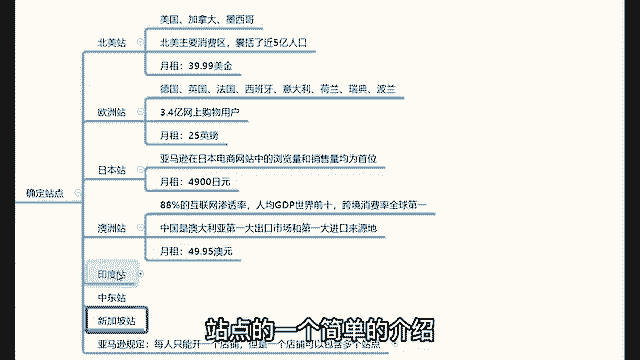 美国、加拿大、墨西哥
北美站
北美主要消费区，囊括了近5亿人口
月租：39.99美金
德国、英国、法国、西班牙、意大利、荷兰、瑞典、波兰
欧洲站
3.4亿网上购物用户
月租：25英镑
亚马逊在日本电商网站中的浏览量和销售量均为首位
日本站
月租：4900日元
确定站点
88%的互联网渗透率，人均GDP世界前十，跨境消费率全球第一
澳洲站
中国是澳大利亚第一大出口市场和第一大进口来源地
月租：49.95澳元
印度站
中东站
新加坡站
站点的一个简单的介绍
亚马逊规定：每人只能开一个店铺，但是一个店铺可以包含多个站点